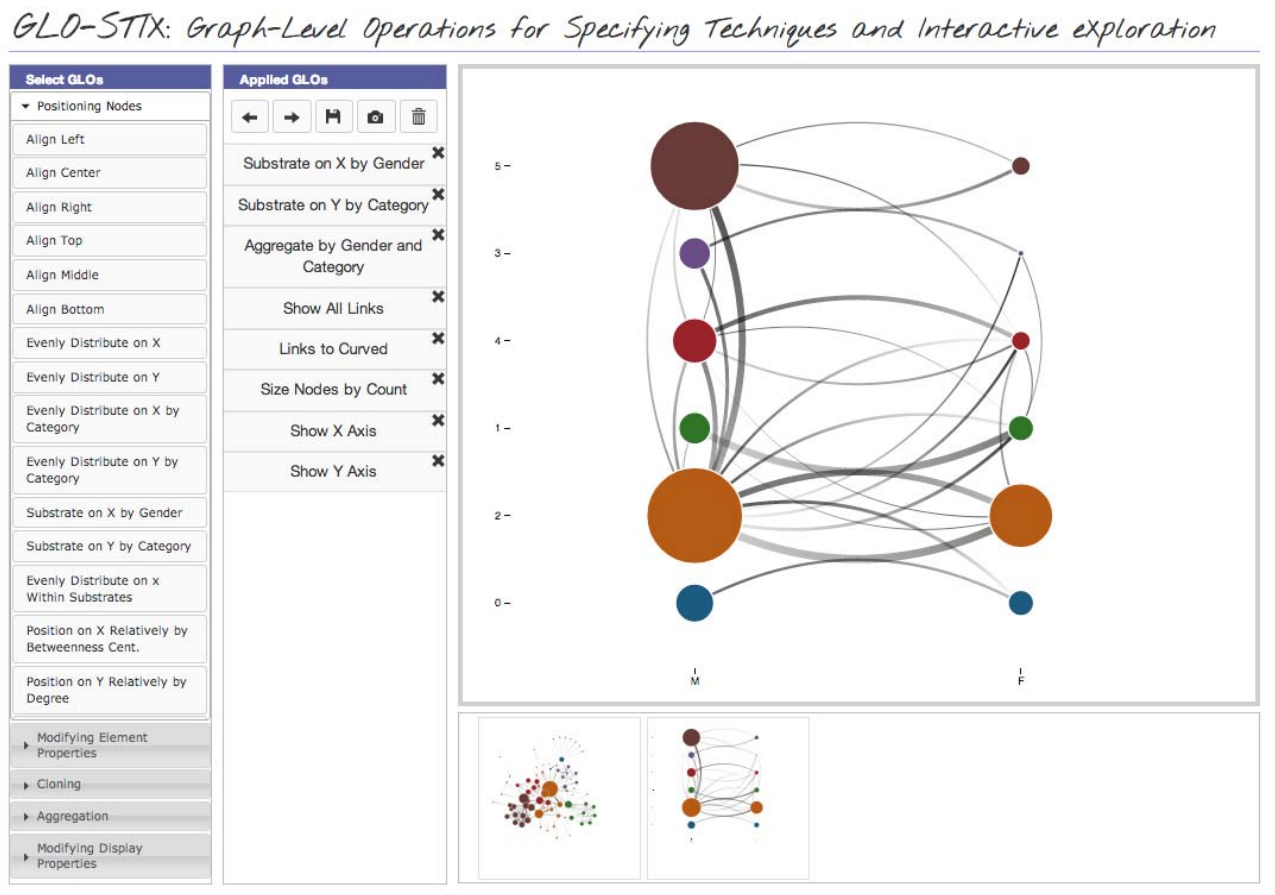 GLO-STIX: Graph-Level Operations for Specifying Techniques and Interactive eXploration
Select GLOs
Positioning Nodes
Align Left
Align Center
Align Right
Align Top
Align Middle
Align Bottom
Evenly Distribute on X
Evenly Distribute on Y
Evenly Distribute on X by
Category
Evenly Distribute on Y by
Category
Substrate on X by Gender
Substrate on Y by Category
Evenly Distribute on x
Within Substrates
Position on X Relatively by
Betweenness Cent.
Position on Y Relatively by
Degree
Modifying Element
Properties
Cloning
Aggregation
Modifying Display
Properties
Applied GLOs
Substrate on X by Gender
Substrate on Y by Category
Aggregate by Gender and
Category
Show All Links
Links to Curved
Size Nodes by Count
Show X Axis
Show Y Axis
5
3
4
1
2
0
M F